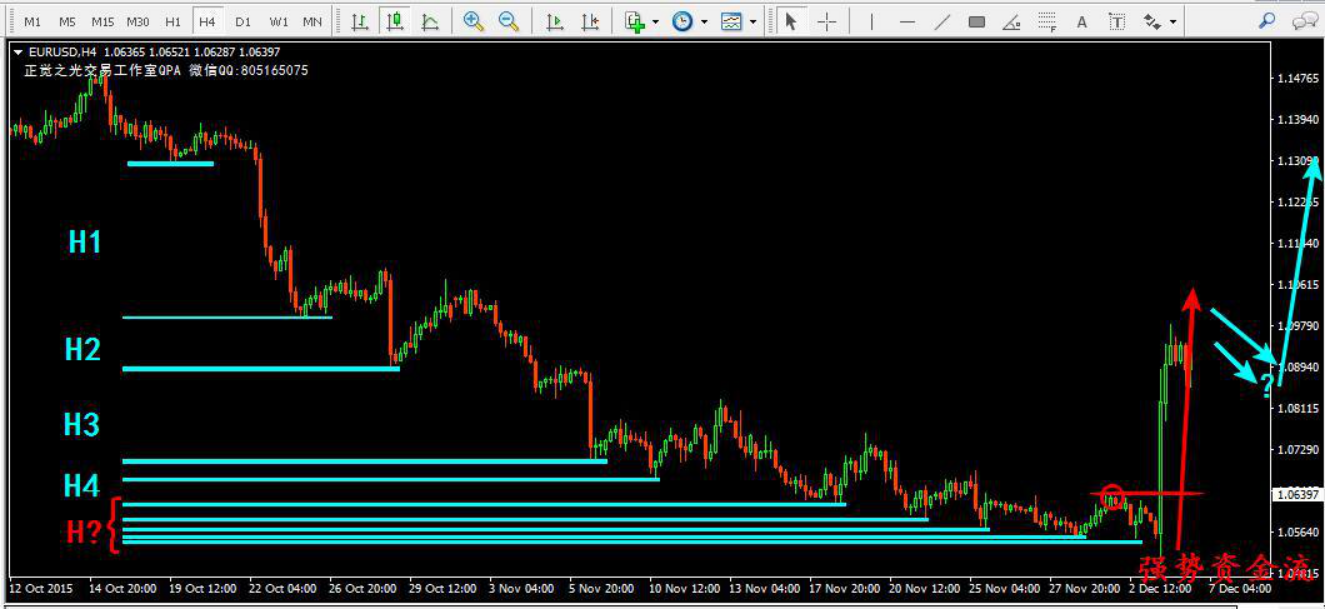 M1 M5 M15 M30 H1 H4 D1 W1 MN
EURUSD,H4 1.06365 1.06521 1.06287 1.06397
正觉之光交易工作室QPA 微信QQ:805165075
1.14765
1.13940
1.1309
H1
1.12265
1.11440
1.10615
1.09790
H2
1.08940
?
1.08115
H3
1.07290
H4
1.06397
H?
1.05640
强势资金流
1.04815
12 Oct 2015 14 Oct 20:00 19 Oct 12:00 22 Oct 04:00 26 Oct 20:00 29 Oct 12:00 3 Nov 04:00 5 Nov 20:00 10 Nov 12:00 13 Nov 04:00 17 Nov 20:00 20 Nov 12:00 25 Nov 04:00 27 Nov 20:00 2 Dec 12:00 7 Dec 04:00